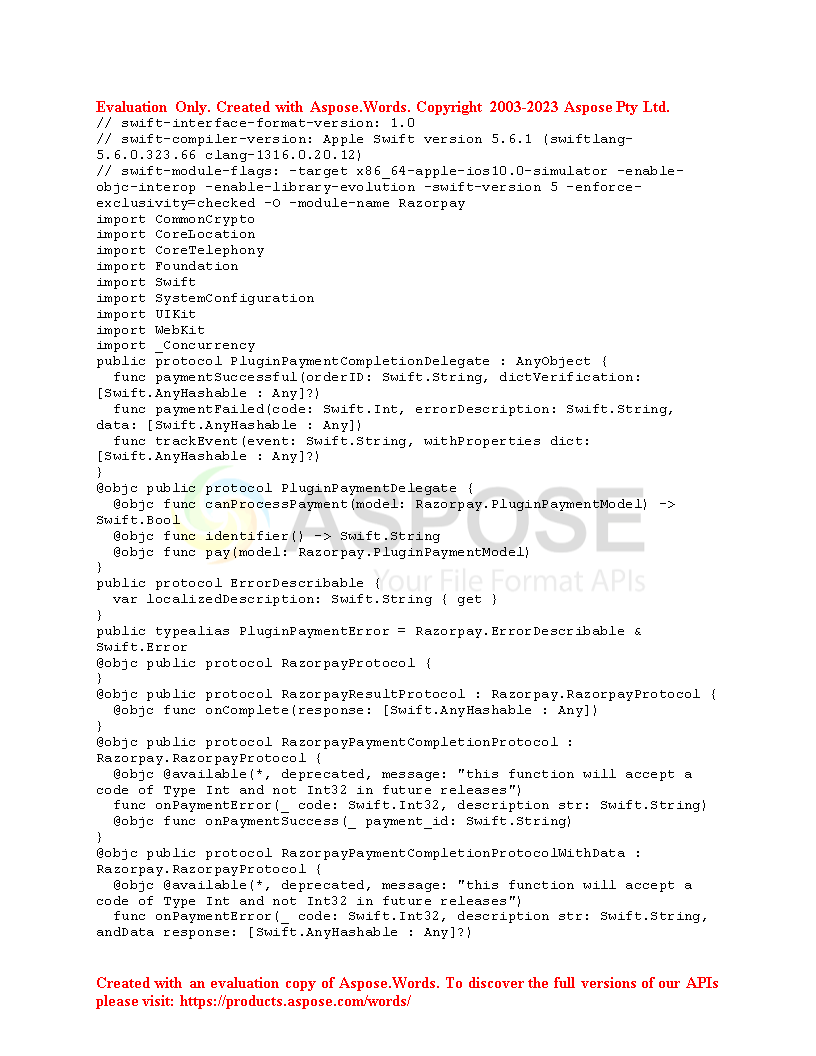 Evaluation Only. Created with Aspose.Words. Copyright 2003-2023 Aspose Pty Ltd.
// swift-interface-format-version: 1.0
// swift-compiler-version: Apple Swift version 5.6.1 (swiftlang-
5.6.0.323.66 clang-1316.0.20.12)
// swift-module-flags: -target x86_64-apple-ios10.0-simulator -enable-
objc-interop -enable-library-evolution -swift-version 5 -enforce-
exclusivity=checked -O -module-name Razorpay
import CommonCrypto
import CoreLocation
import CoreTelephony
import Foundation
import Swift
import SystemConfiguration
import UIKit
import WebKit
import _Concurrency
public protocol PluginPaymentCompletionDelegate : AnyObject {
  func paymentSuccessful(orderID: Swift.String, dictVerification:
[Swift.AnyHashable : Any]?)
  func paymentFailed(code: Swift.Int, errorDescription: Swift.String,
data: [Swift.AnyHashable : Any])
  func trackEvent(event: Swift.String, withProperties dict:
[Swift.AnyHashable : Any]?)
}
@objc public protocol PluginPaymentDelegate {
  @objc func canProcessPayment(model: Razorpay.PluginPaymentModel) ->
Swift.Bool
  @objc func identifier() -> Swift.String
  @objc func pay(model: Razorpay.PluginPaymentModel)
}
public protocol ErrorDescribable {
  var localizedDescription: Swift.String { get }
}
public typealias PluginPaymentError = Razorpay.ErrorDescribable &
Swift.Error
@objc public protocol RazorpayProtocol {
}
@objc public protocol RazorpayResultProtocol : Razorpay.RazorpayProtocol {
  @objc func onComplete(response: [Swift.AnyHashable : Any])
}
@objc public protocol RazorpayPaymentCompletionProtocol :
Razorpay.RazorpayProtocol {
  @objc @available(*, deprecated, message: "this function will accept a
code of Type Int and not Int32 in future releases")
  func onPaymentError(_ code: Swift.Int32, description str: Swift.String)
  @objc func onPaymentSuccess(_ payment_id: Swift.String)
}
@objc public protocol RazorpayPaymentCompletionProtocolWithData :
Razorpay.RazorpayProtocol {
  @objc @available(*, deprecated, message: "this function will accept a
code of Type Int and not Int32 in future releases")
  func onPaymentError(_ code: Swift.Int32, description str: Swift.String,
andData response: [Swift.AnyHashable : Any]?)
ASPOSE
Your File Format APIs
Created with an evaluation copy of Aspose.Words. To discover the full versions of our APIs
please visit: https://products.aspose.com/words/